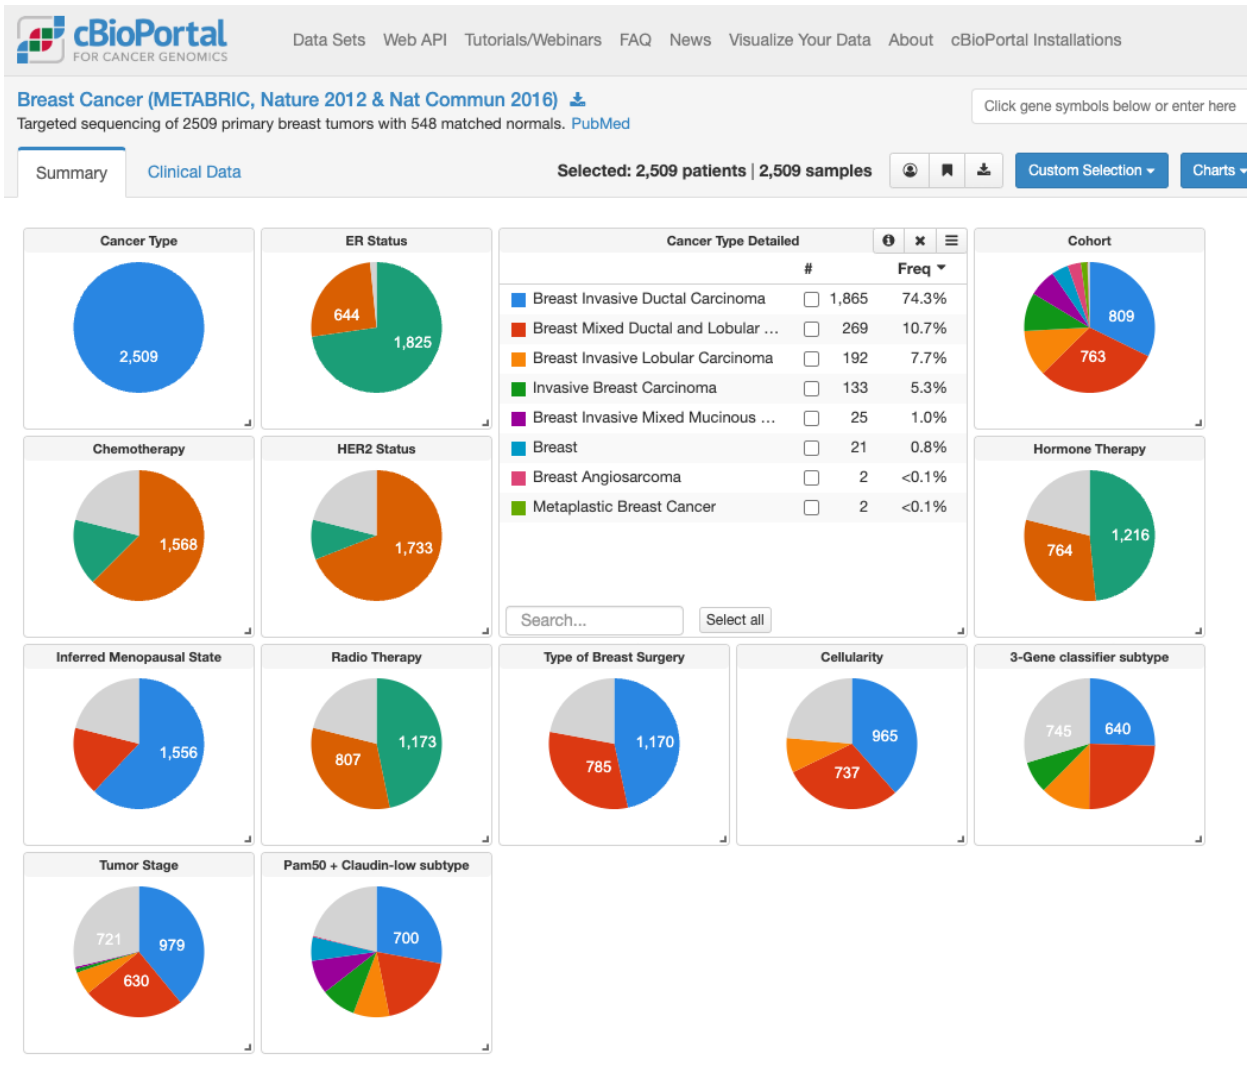 cBioPortal
FOR CANCER GENOMICS
Data Sets Web API Tutorials/Webinars FAQ News Visualize Your Data About cBioPortal Installations
Breast Cancer (METABRIC, Nature 2012 & Nat Commun 2016)
Targeted sequencing of 2509 primary breast tumors with 548 matched normals. PubMed
Click gene symbols below or enter here
Summary Clinical Data
Selected: 2,509 patients | 2,509 samples
Custom Selection
Charts
Cancer Type
2,509
ER Status
644
1,825
Cancer Type Detailed
# Freq
Breast Invasive Ductal Carcinoma 1,865 74.3%
Breast Mixed Ductal and Lobular ... 269 10.7%
Breast Invasive Lobular Carcinoma 192 7.7%
Invasive Breast Carcinoma 133 5.3%
Breast Invasive Mixed Mucinous ... 25 1.0%
Breast 21 0.8%
Breast Angiosarcoma 2 <0.1%
Metaplastic Breast Cancer 2 <0.1%
Search...
Select all
Cohort
809
763
Chemotherapy
1,568
HER2 Status
1,733
Hormone Therapy
1,216
764
Inferred Menopausal State
1,556
Radio Therapy
1,173
807
Type of Breast Surgery
1,170
785
Cellularity
965
737
3-Gene classifier subtype
745
640
Tumor Stage
721
979
630
Pam50 + Claudin-low subtype
700